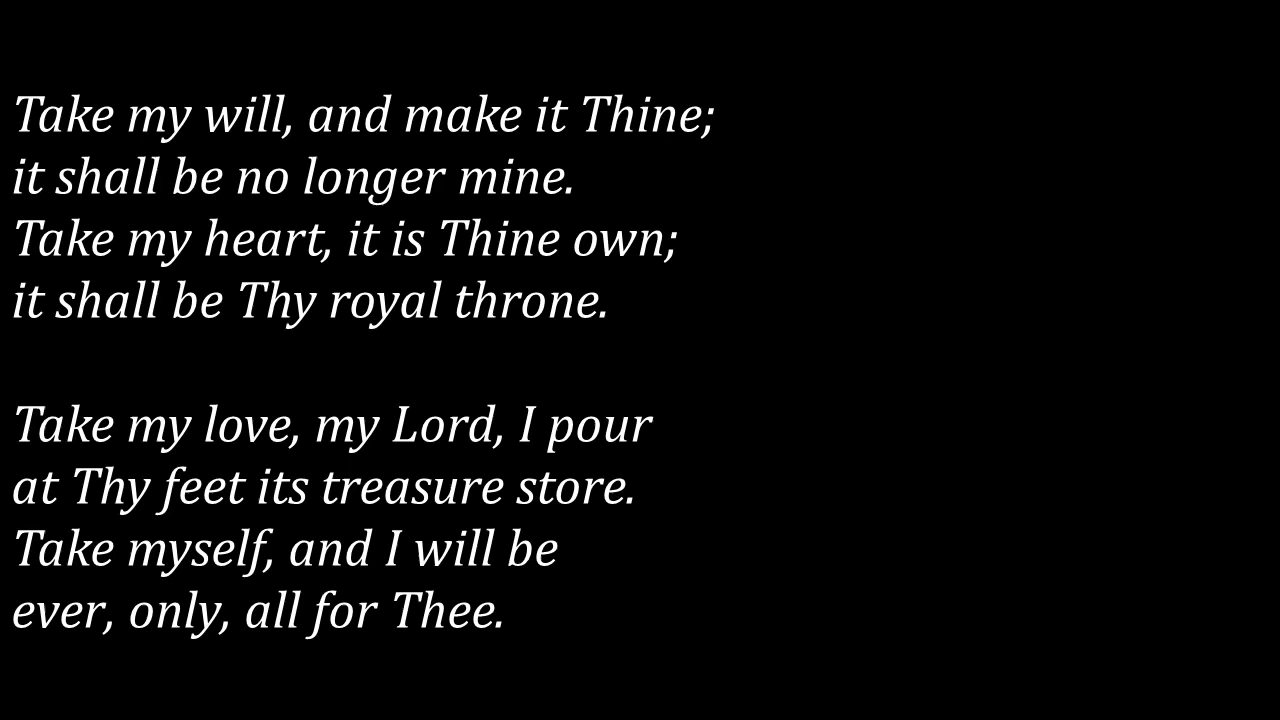 Take my will, and make it Thine;
it shall be no longer mine.
Take my heart, it is Thine own;
it shall be Thy royal throne.
Take my love, my Lord, I pour
at Thy feet its treasure store.
Take myself, and I will be
ever, only, all for Thee.